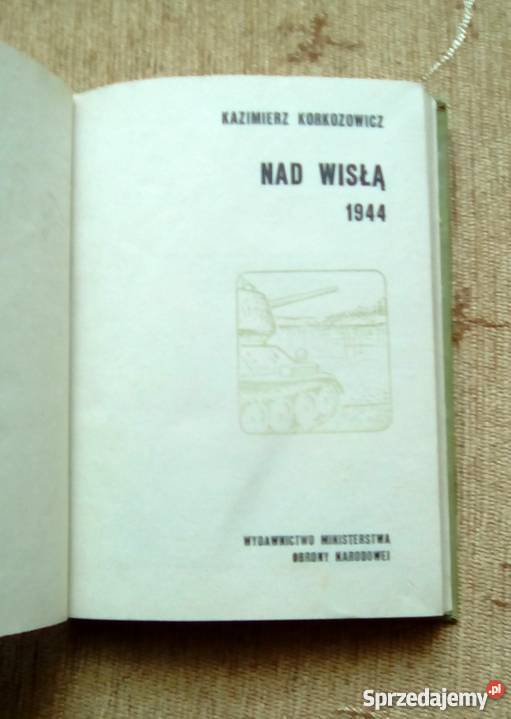 KAZIMIERZ KORKOZOWICZ
NAD WISŁĄ
1944
WYDAWNICTWO MINISTERSTWA
OBRONY NARODOWEJ
Sprzedajemy.pl